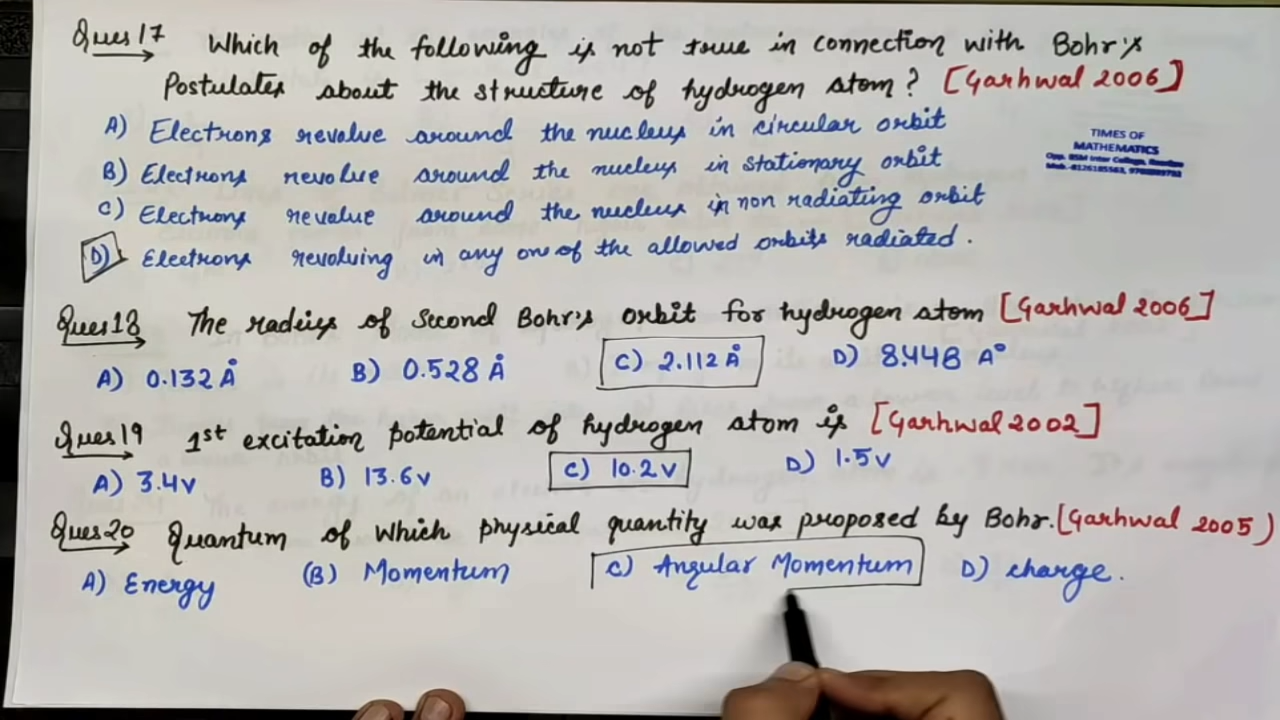 Ques 17 Which of the following is not true in connection with Bohr's
Postulates about the structure of hydrogen atom? [Garhwal 2006]
A) Electrons revolve around the nucleus in circular orbit
B) Electrons revolve around the nucleus in stationary orbit
C) Electrons revalue around the nucleus in non radiating orbit
D) Electrons revolving in any one of the allowed orbits radiated.
TIMES OF
MATHEMATICS
Ques 18 The radius of second Bohr's orbit for hydrogen atom [Garhwal 2006]
A) 0.132 Å B) 0.528 Å C) 2.112 Å D) 8.448 A°
Ques 19 1st excitation potential of hydrogen atom is [Garhwal 2002]
A) 3.4v B) 13.6v C) 10.2v D) 1.5v
Ques 20 Quantum of which physical quantity was proposed by Bohr. [Garhwal 2005)
A) Energy (B) Momentum C) Angular Momentum D) charge.